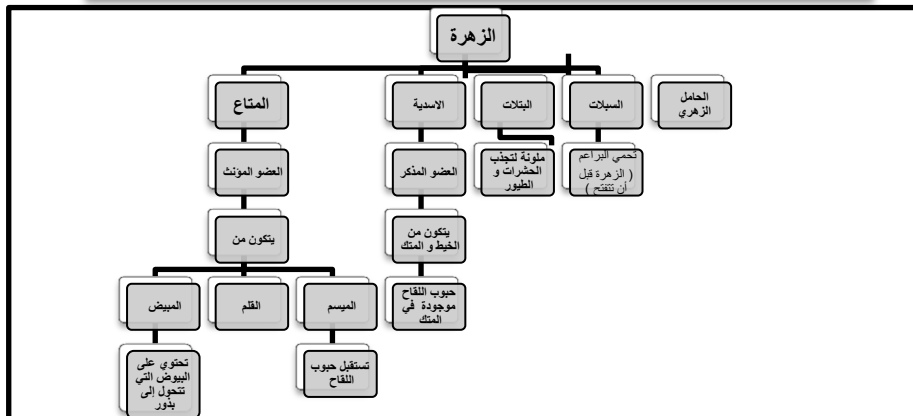 الزهرة
الحامل
الزهري
السبلات
البتلات
الاسدية
المتاع
تحمي البراعم
( الزهرة قبل
أن تتفتح )
ملونة لتجذب
الحشرات و
الطيور
العضو المذكر
العضو المؤنث
يتكون من
الخيط و المتك
يتكون من
حبوب اللقاح
موجودة في
المتك
الميسم
القلم
المبيض
تستقبل حبوب
اللقاح
تحتوي على
البيوض التي
تتحول إلى
بذور